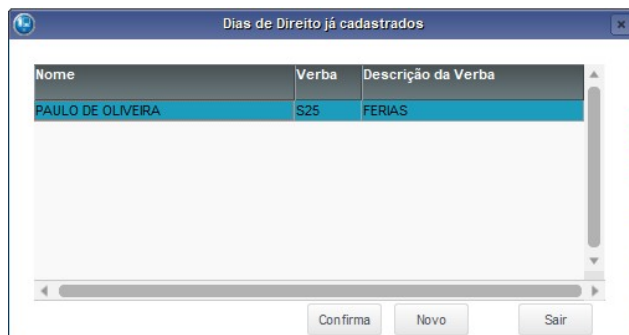 Dias de Direito já cadastrados
Nome Verba Descrição da Verba
PAULO DE OLIVEIRA S25 FERIAS
Confirma Novo Sair